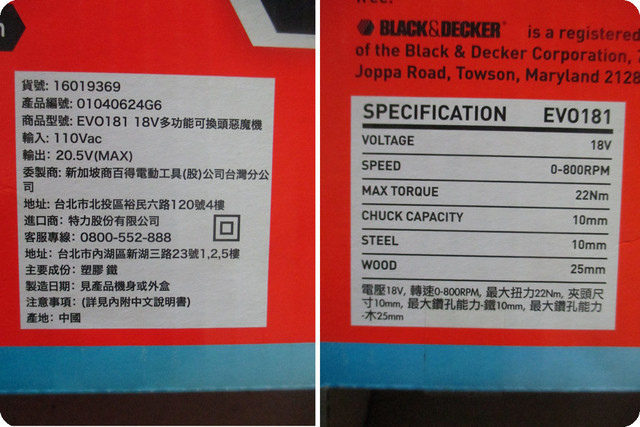 貨號: 16019369
產品編號: 01040624G6
商品型號: EVO181 18V多功能可換頭惡魔機
輸入: 110Vac
輸出: 20.5V(MAX)
委製商: 新加坡商百得電動工具(股)公司台灣分公
司
地址: 台北市北投區裕民六路120號4樓
進口商: 特力股份有限公司
客服專線: 0800-552-888
地址: 台北市內湖區新湖三路23號1,2,5樓
主要成份: 塑膠 鐵
製造日期: 見產品機身或外盒
注意事項: (詳見內附中文說明書)
產地: 中國
BLACK&DECKER is a registered
of the Black & Decker Corporation,
Joppa Road, Towson, Maryland 2128
SPECIFICATION EVO181
VOLTAGE 18V
SPEED 0-800RPM
MAX TORQUE 22Nm
CHUCK CAPACITY 10mm
STEEL 10mm
WOOD 25mm
電壓18V, 轉速0-800RPM, 最大扭力22Nm, 夾頭尺
寸10mm, 最大鑽孔能力-鐵10mm, 最大鑽孔能力
-木25mm